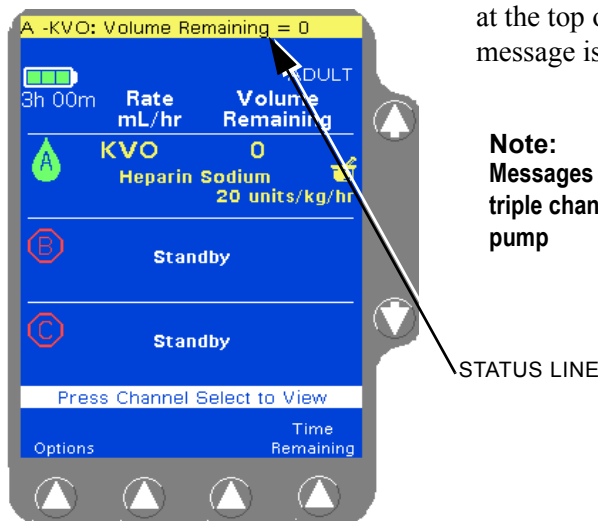 A -KVO: Volume Remaining = 0
ADULT
3h 00m
Rate Volume
mL/hr Remaining
A KVO 0
Heparin Sodium
20 units/kg/hr
B Standby
C Standby
Press Channel Select to View
Options
Time
Remaining
at the top
message is
Note:
Messages
triple
pump
STATUS LINE